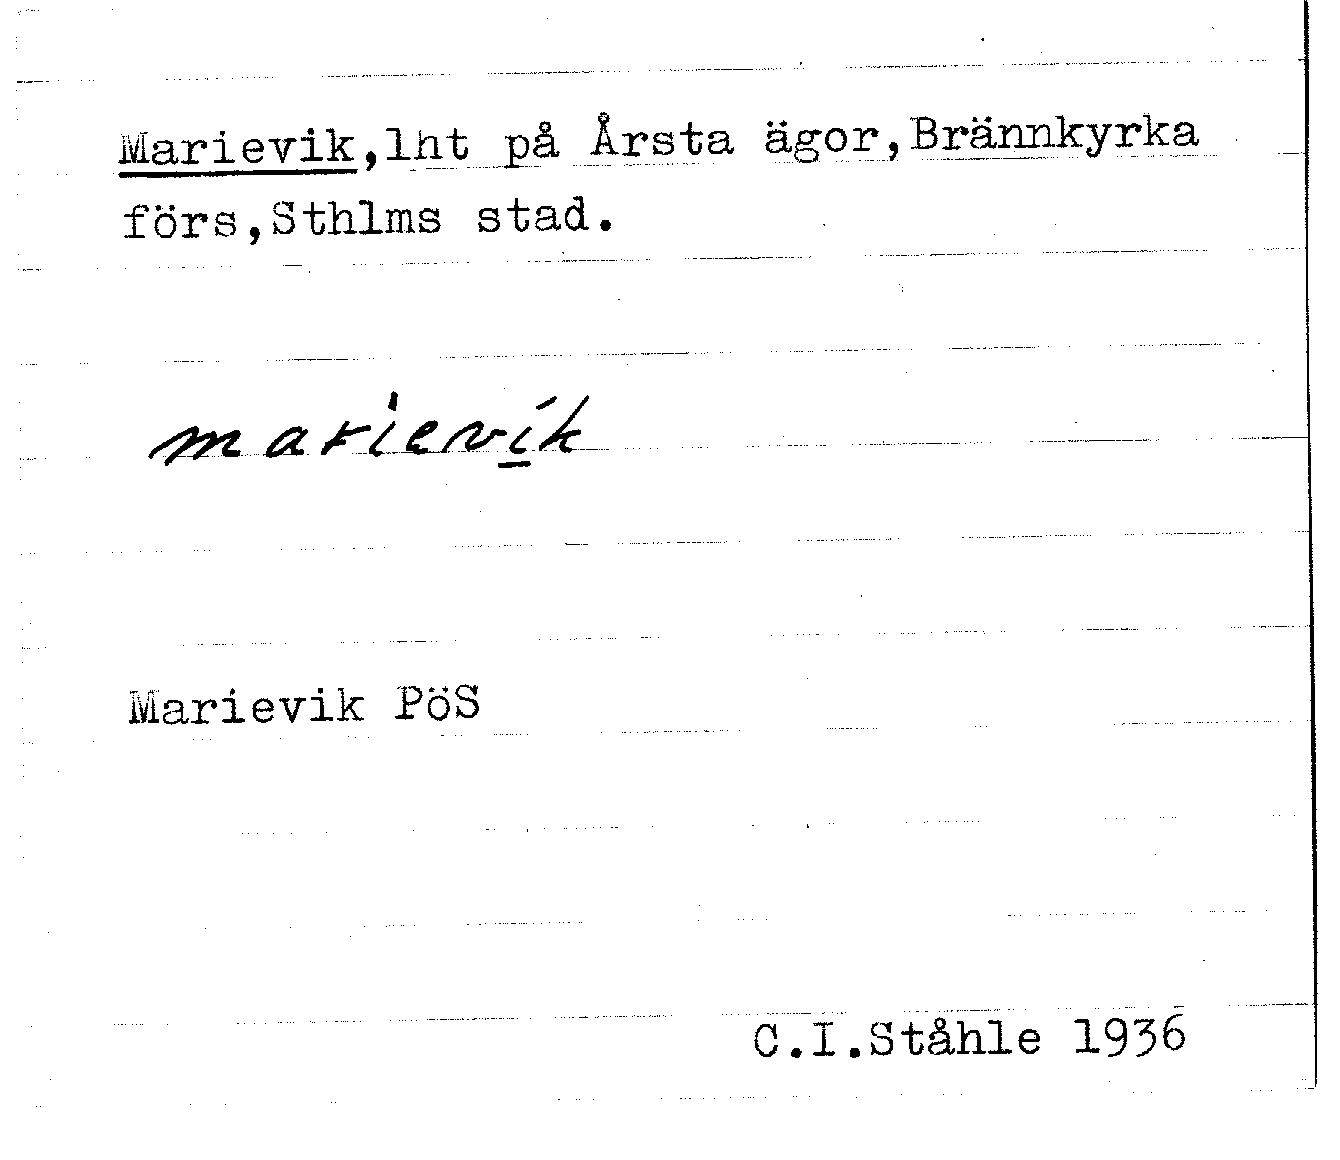 Marievik,lht på Årsta ägor,Brännkyrka
förs,Sthlms stad.
marievik
Marievik PöS
C.I.Ståhle 1936